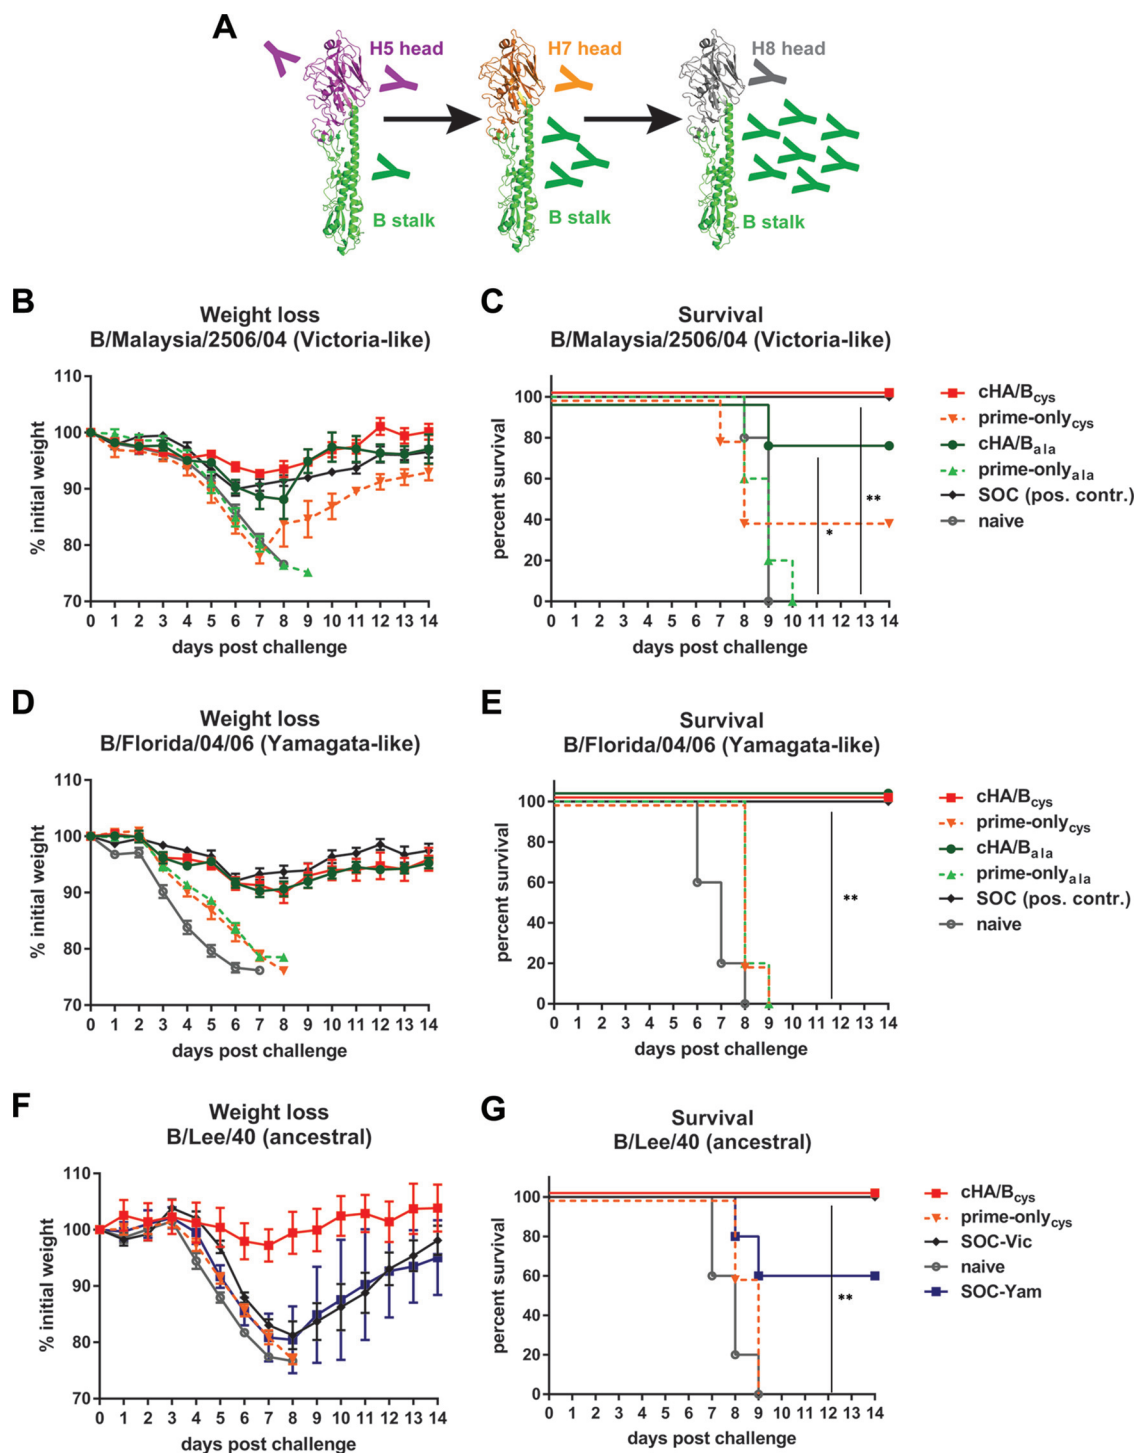 A
H5 head
H7 head
H8 head
B stalk
B stalk
B stalk
B
Weight loss
B/Malaysia/2506/04 (Victoria-like)
% initial weight
110
100
90
80
70
0 1 2 3 4 5 6 7 8 9 10 11 12 13 14
days post challenge
C
Survival
B/Malaysia/2506/04 (Victoria-like)
percent survival
100
80
60
40
20
0
*
**
0 1 2 3 4 5 6 7 8 9 10 11 12 13 14
days post challenge
cHA/Bcys
prime-onlycys
cHA/Bala
prime-onlyala
SOC (pos. contr.)
naive
D
Weight loss
B/Florida/04/06 (Yamagata-like)
% initial weight
110
100
90
80
70
0 1 2 3 4 5 6 7 8 9 10 11 12 13 14
days post challenge
E
Survival
B/Florida/04/06 (Yamagata-like)
percent survival
100
80
60
40
20
0
**
0 1 2 3 4 5 6 7 8 9 10 11 12 13 14
days post challenge
cHA/Bcys
prime-onlycys
cHA/Bala
prime-onlyala
SOC (pos. contr.)
naive
F
Weight loss
B/Lee/40 (ancestral)
% initial weight
110
100
90
80
70
0 1 2 3 4 5 6 7 8 9 10 11 12 13 14
days post challenge
G
Survival
B/Lee/40 (ancestral)
percent survival
100
80
60
40
20
0
**
0 1 2 3 4 5 6 7 8 9 10 11 12 13 14
days post challenge
cHA/Bcys
prime-onlycys
SOC-Vic
naive
SOC-Yam